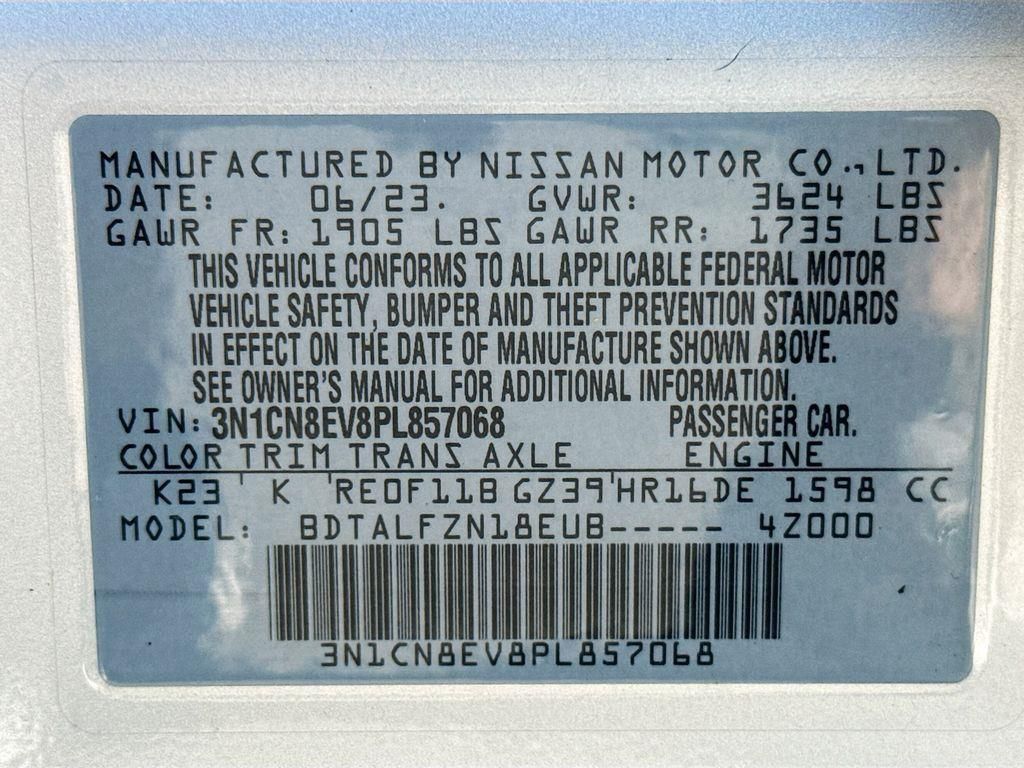 MANUFACTURED BY NISSAN MOTOR CO., LTD.
DATE: 06/23. GVWR: 3624 LBS
GAWR FR: 1905 LBS GAWR RR: 1735 LBS
THIS VEHICLE CONFORMS TO ALL APPLICABLE FEDERAL MOTOR
VEHICLE SAFETY, BUMPER AND THEFT PREVENTION STANDARDS
IN EFFECT ON THE DATE OF MANUFACTURE SHOWN ABOVE.
SEE OWNER'S MANUAL FOR ADDITIONAL INFORMATION.
VIN: 3N1CN8EV8PL857068 PASSENGER CAR.
COLOR TRIM TRANS AXLE ENGINE
K23 ' K 'RE0F11B GZ39'HR16DE 1598 CC
MODEL: BDTALFZN18EUB----- 4Z000
3N1CN8EV8PL857068